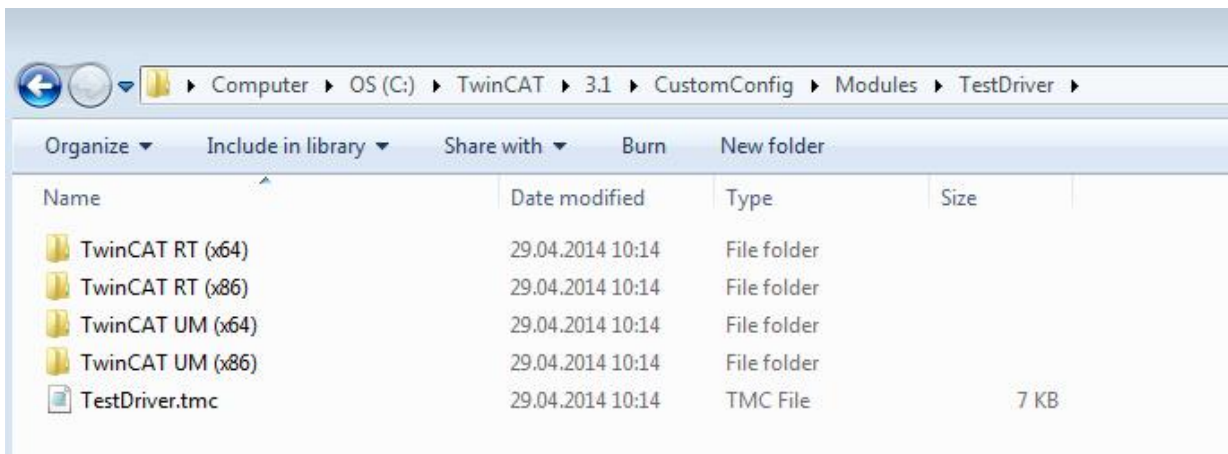 Computer OS (C:) TwinCAT 3.1 CustomConfig Modules TestDriver
Organize Include in library Share with Burn New folder
Name Date modified Type Size
TwinCAT RT (x64) 29.04.2014 10:14 File folder
TwinCAT RT (x86) 29.04.2014 10:14 File folder
TwinCAT UM (x64) 29.04.2014 10:14 File folder
TwinCAT UM (x86) 29.04.2014 10:14 File folder
TestDriver.tmc 29.04.2014 10:14 TMC File 7 KB